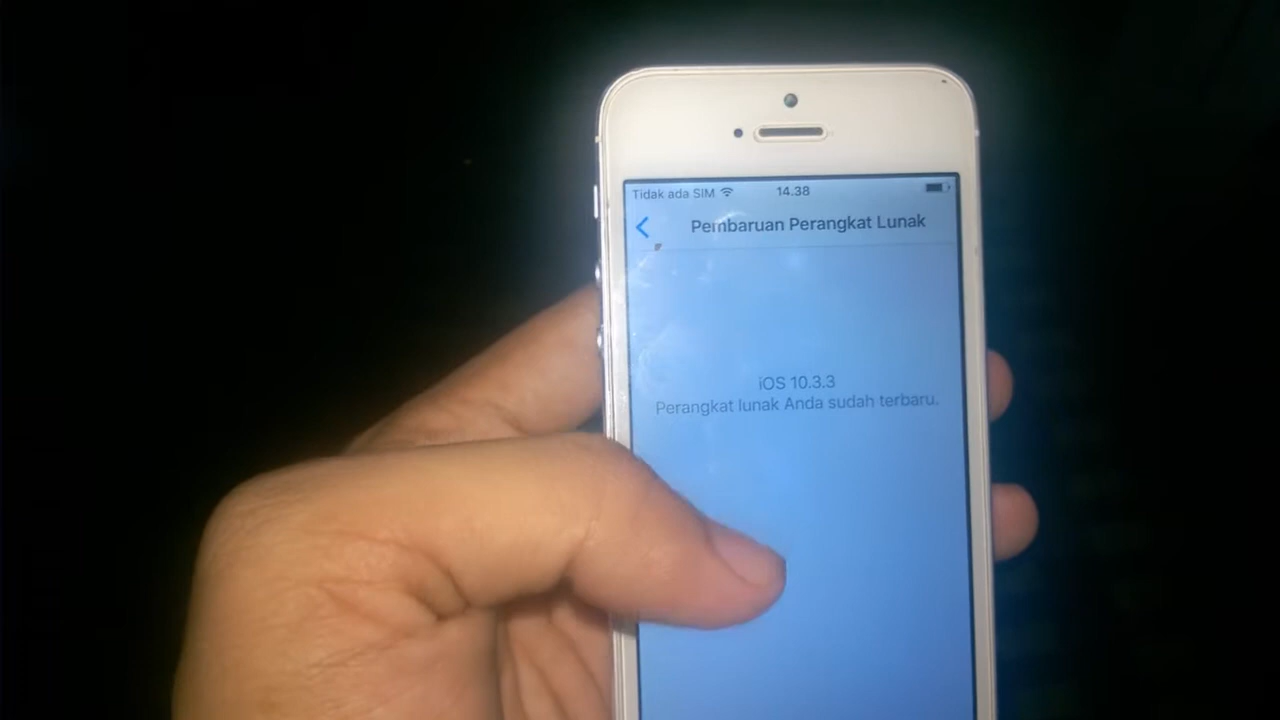 Tidak ada SIM 14.38
Pembaruan Perangkat Lunak
iOS 10.3.3
Perangkat lunak Anda sudah terbaru.